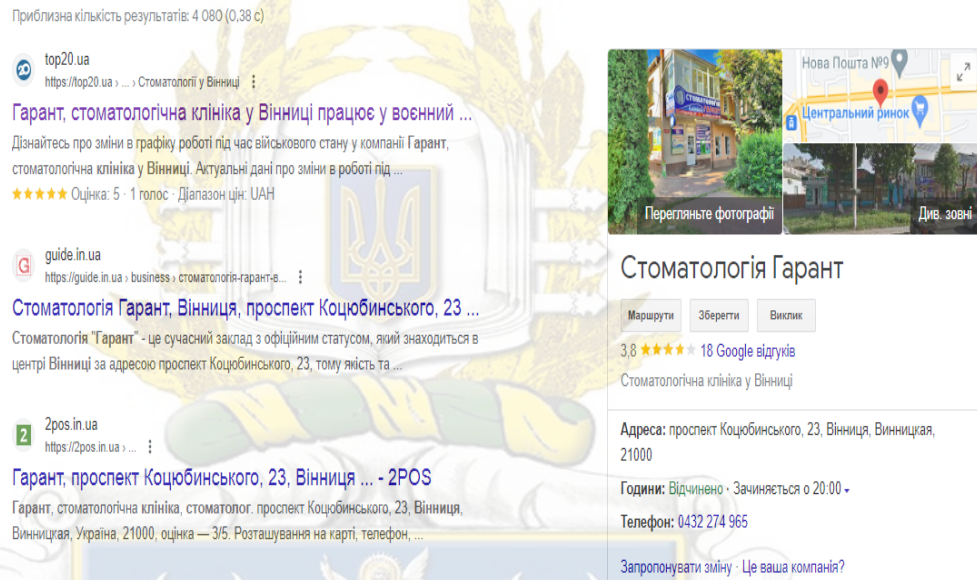 Приблизна кількість результатів: 4 080 (0,38 с)
top20.ua
https://top20.ua › ... › Стоматології у Вінниці
Гарант, стоматологічна клініка у Вінниці працює у воєнний ...
Дізнайтесь про зміни в графіку роботі під час військового стану у компанії Гарант,
стоматологічна клініка у Вінниці. Актуальні дані про зміни в роботі під ...
Оцінка: 5 · 1 голос · Діапазон цін: UAH
guide.in.ua
https://guide.in.ua › business › стоматологія-гарант-в...
Стоматологія Гарант, Вінниця, проспект Коцюбинського, 23 ...
Стоматологія "Гарант" - це сучасний заклад з офіційним статусом, який знаходиться в
центрі Вінниці за адресою проспект Коцюбинського, 23, тому якість та ...
2
2pos.in.ua
https://2pos.in.ua › ...
Гарант, проспект Коцюбинського, 23, Вінниця ... - 2POS
Гарант, стоматологічна клініка, стоматолог. проспект Коцюбинського, 23, Вінниця,
Винницкая, Україна, 21000, оцінка — 3/5. Розташування на карті, телефон, ...
СТОМАТОЛОГІЯ
Нова Пошта №9
Центральний ринок
Перегляньте фотографії
Див. зовні
Стоматологія Гарант
Маршрути Зберегти Виклик
3,8 18 Google відгуків
Стоматологічна клініка у Вінниці
Адреса: проспект Коцюбинського, 23, Вінниця, Винницкая,
21000
Години: Відчинено · Зачиняється о 20:00
Телефон: 0432 274 965
Запропонувати зміну · Це ваша компанія?